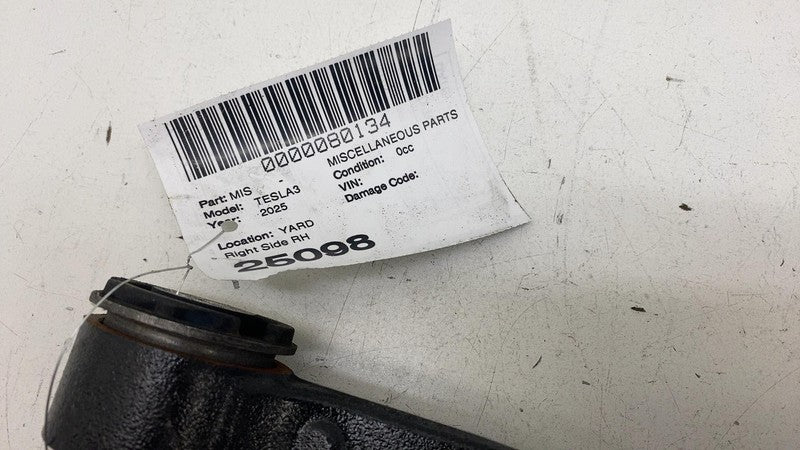 0000080134
Part: MIS - MISCELLANEOUS PARTS
Model: TESLA3 Condition: 0cc
Year: 2025 VIN:
Damage Code:
Location: YARD
Right Side RH
25098